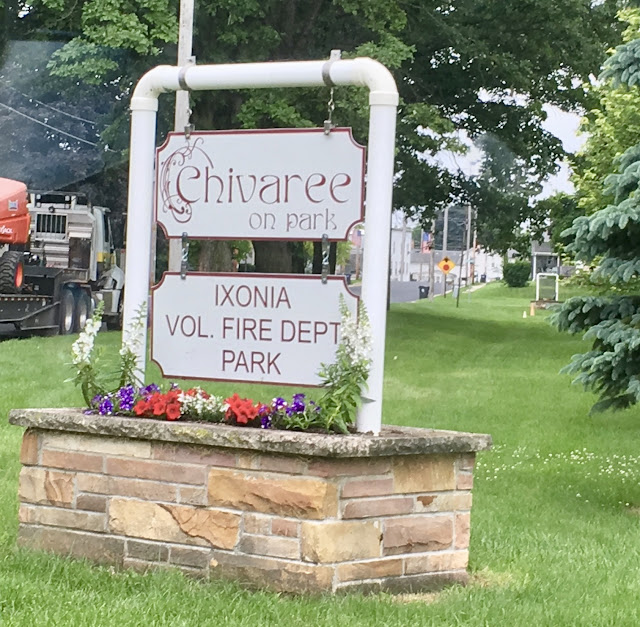 Chivaree
on park
IXONIA
VOL. FIRE DEPT
PARK